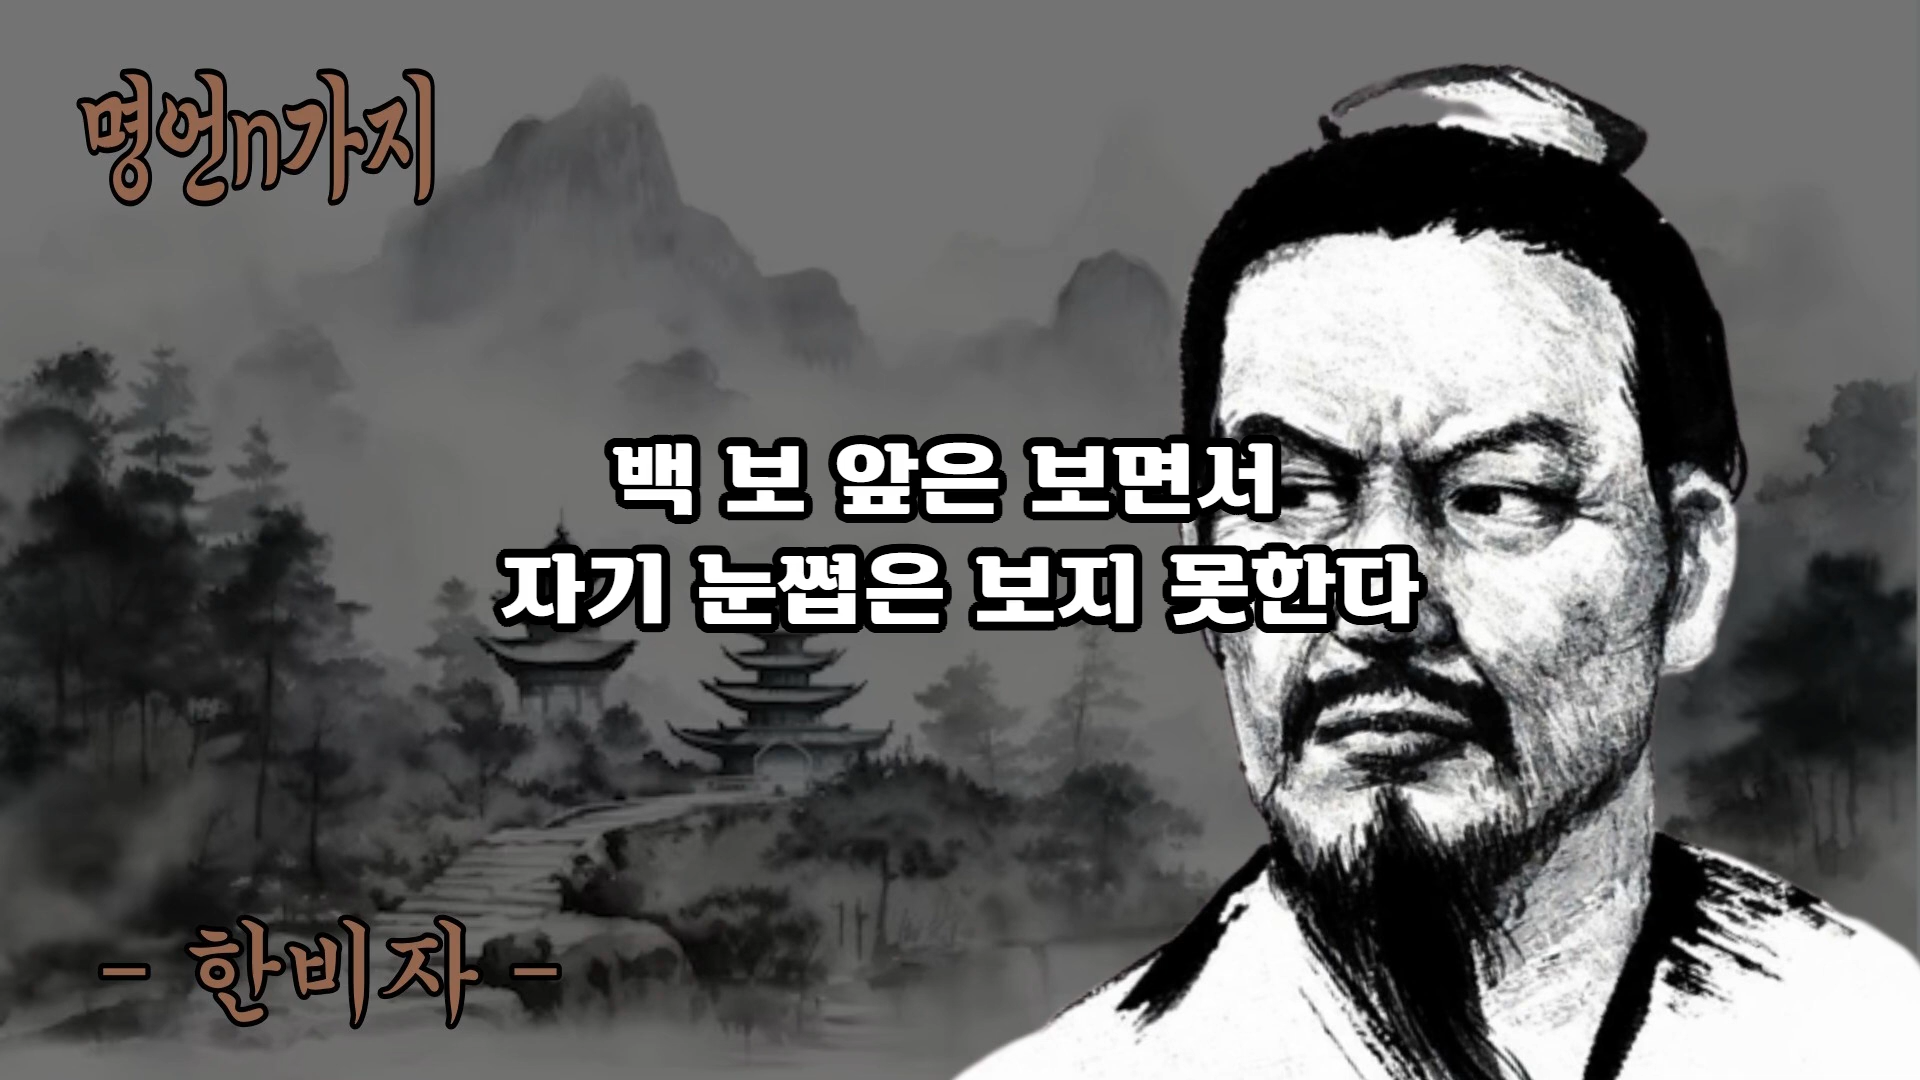 명언n가지
백 보 앞은 보면서
자기 눈썹은 보지 못한다
- 한비자 -